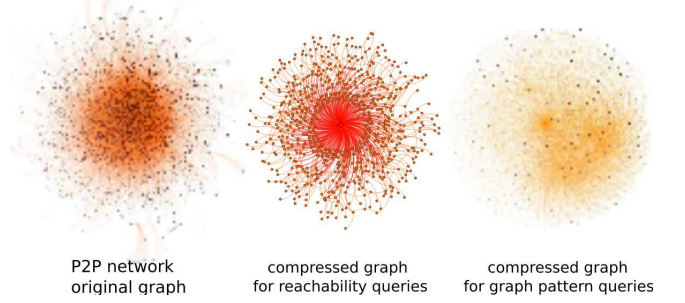 P2P network
original graph
compressed graph
for reachability queries
compressed graph
for graph pattern queries